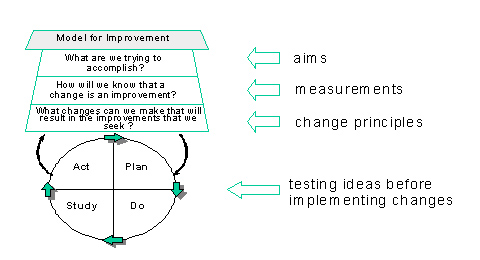 Model for Improvement
What are we trying to
accomplish?
aims
How will we know that a
change is an improvement?
measurements
What changes can we make that will
result in the improvements that we
seek ?
change principles
Act
Plan
Study
Do
testing ideas before
implementing changes